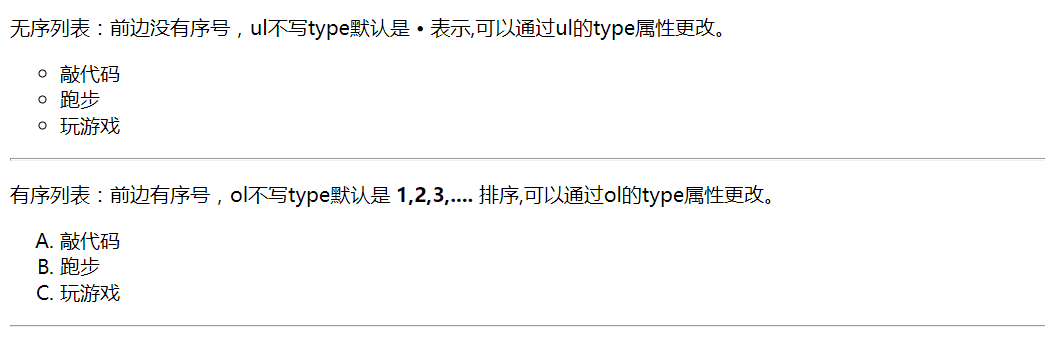 无序列表：前边没有序号，ul不写type默认是 • 表示,可以通过ul的type属性更改。
○ 敲代码
○ 跑步
○ 玩游戏
有序列表：前边有序号，ol不写type默认是 1,2,3,.... 排序,可以通过ol的type属性更改。
A. 敲代码
B. 跑步
C. 玩游戏